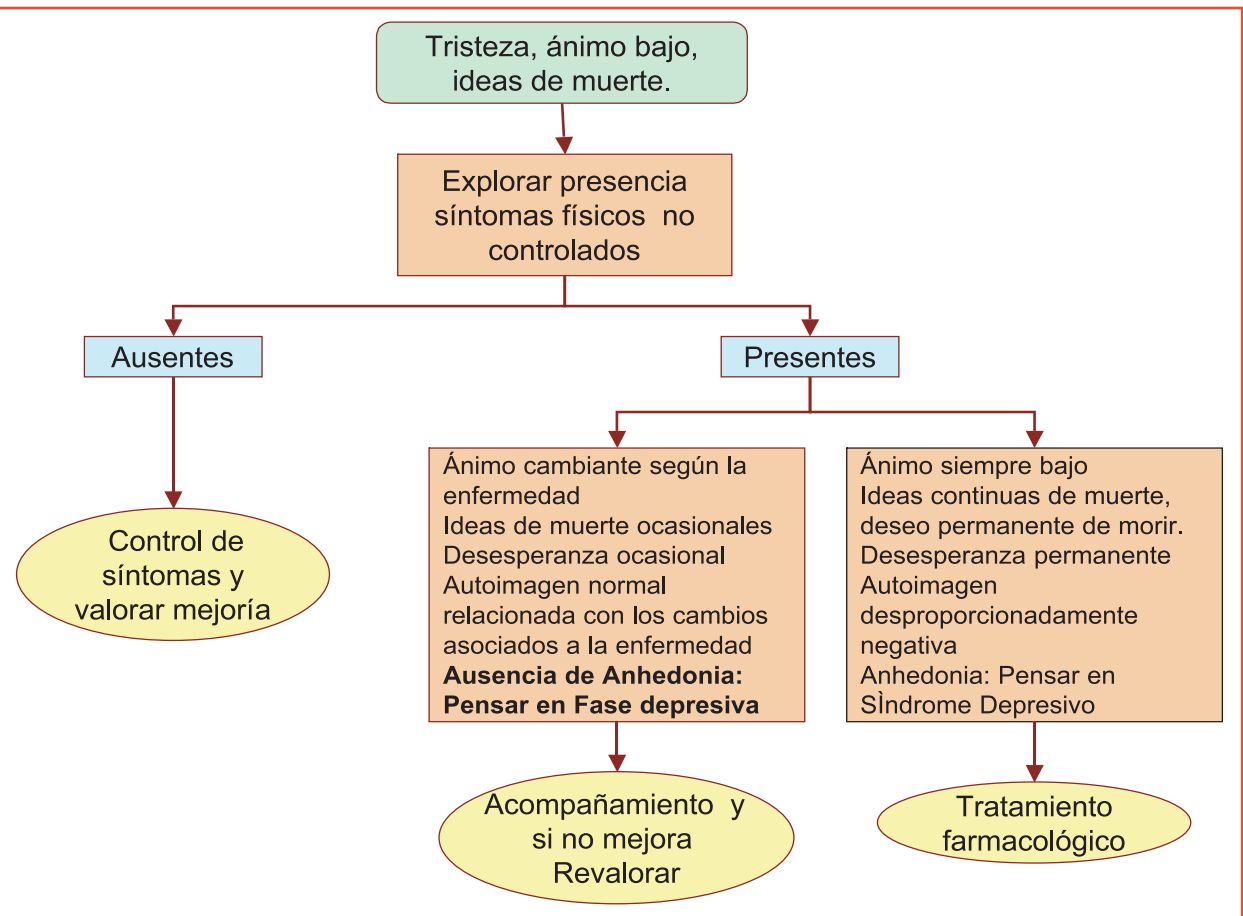 Tristeza, ánimo bajo,
ideas de muerte.
Explorar presencia
síntomas físicos no
controlados
Ausentes
Presentes
Control de
síntomas y
valorar mejoría
Ánimo cambiante según la
enfermedad
Ideas de muerte ocasionales
Desesperanza ocasional
Autoimagen normal
relacionada con los cambios
asociados a la enfermedad
Ausencia de Anhedonia:
Pensar en Fase depresiva
Ánimo siempre bajo
Ideas continuas de muerte,
deseo permanente de morir.
Desesperanza permanente
Autoimagen
desproporcionadamente
negativa
Anhedonia: Pensar en
SÌndrome Depresivo
Acompañamiento y
si no mejora
Revalorar
Tratamiento
farmacológico